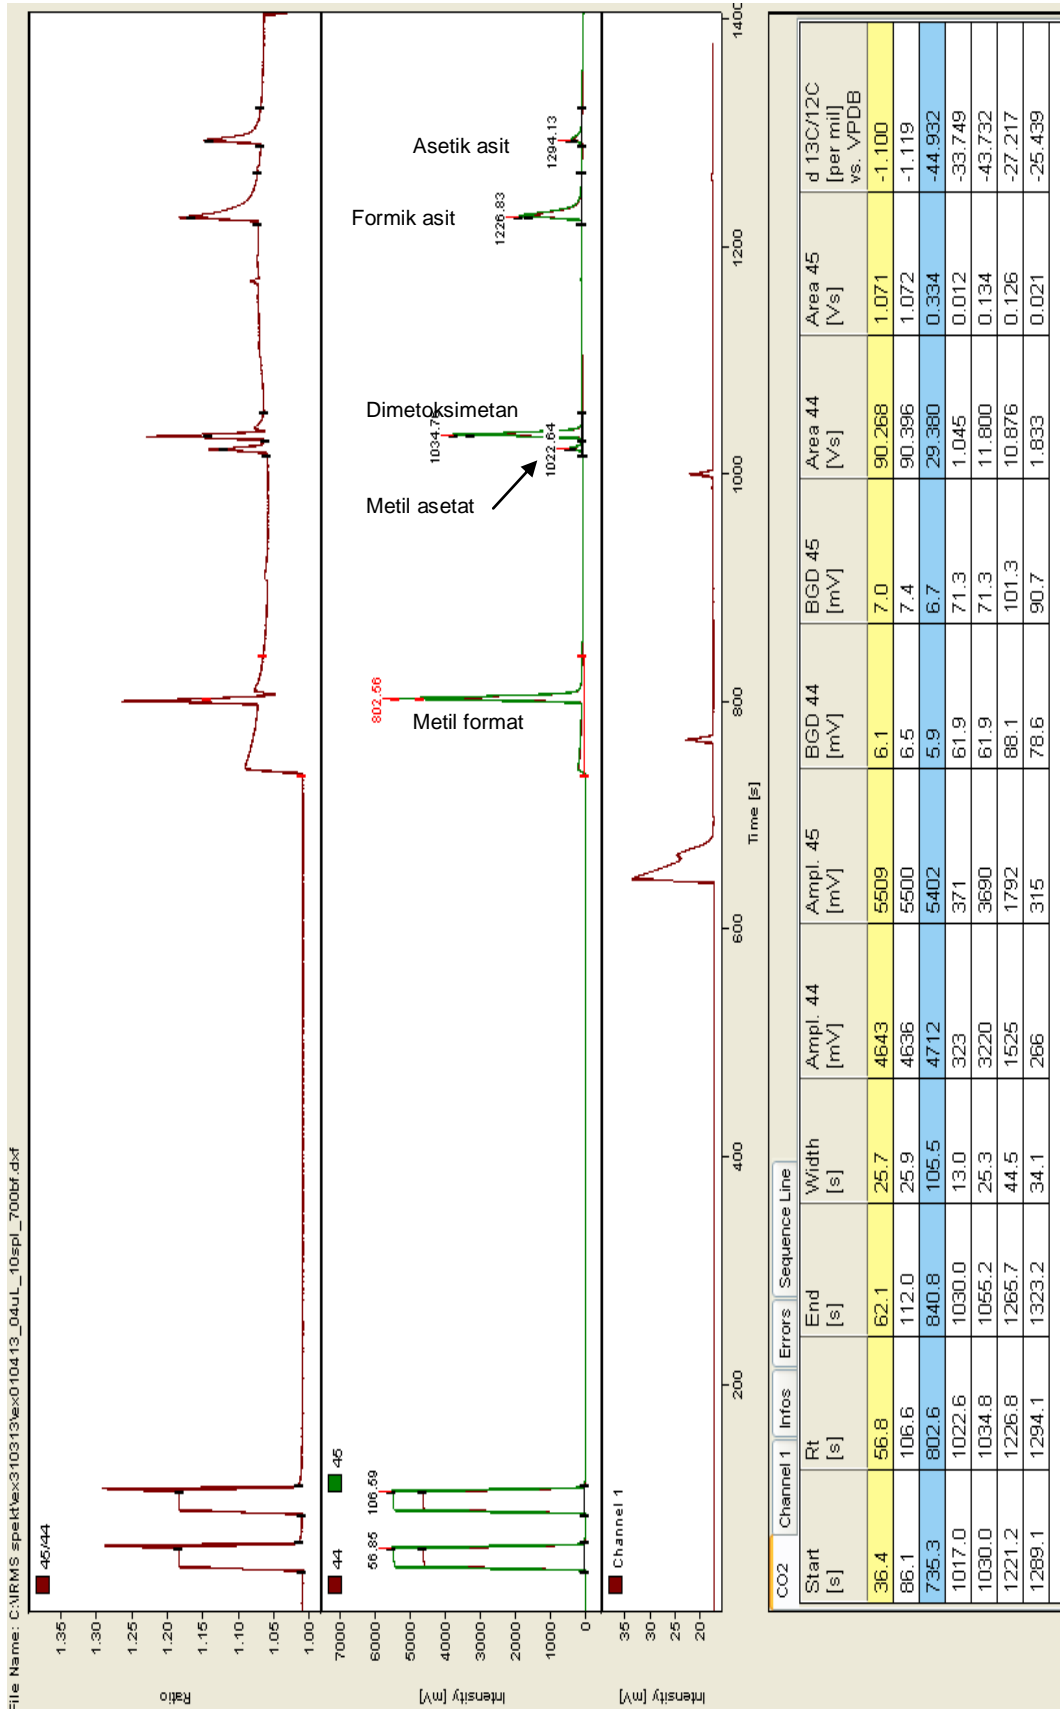 File Name: C:\IRMS spekt\ex310313\ex010413_04uL_10spl_700bf.dxf
45/44
Ratio
1.35
1.30
1.25
1.20
1.15
1.10
1.05
1.00
44 45
Intensity [mV]
7000
6000
5000
4000
3000
2000
1000
0
56.85
106.59
802.56
Metil format
1022.64
Metil asetat
1034.76
Dimetoksimetan
1226.83
Formik asit
1294.13
Asetik asit
Channel 1
Intensity [mV]
35
30
25
20
200 400 600 800 1000 1200 1400
Time [s]
CO2 Channel 1 Infos Errors Sequence Line
Start [s] Rt [s] End [s] Width [s] Ampl. 44 [mV] Ampl. 45 [mV] BGD 44 [mV] BGD 45 [mV] Area 44 [Vs] Area 45 [Vs] d 13C/12C [per mil] vs. VPDB
36.4 56.8 62.1 25.7 4643 5509 6.1 7.0 90.268 1.071 -1.100
86.1 106.6 112.0 25.9 4636 5500 6.5 7.4 90.396 1.072 -1.119
735.3 802.6 840.8 105.5 4712 5402 5.9 6.7 29.380 0.334 -44.932
1017.0 1022.6 1030.0 13.0 323 371 61.9 71.3 1.045 0.012 -33.749
1030.0 1034.8 1055.2 25.3 3220 3690 61.9 71.3 11.800 0.134 -43.732
1221.2 1226.8 1265.7 44.5 1525 1792 88.1 101.3 10.876 0.126 -27.217
1289.1 1294.1 1323.2 34.1 266 315 78.6 90.7 1.833 0.021 -25.439